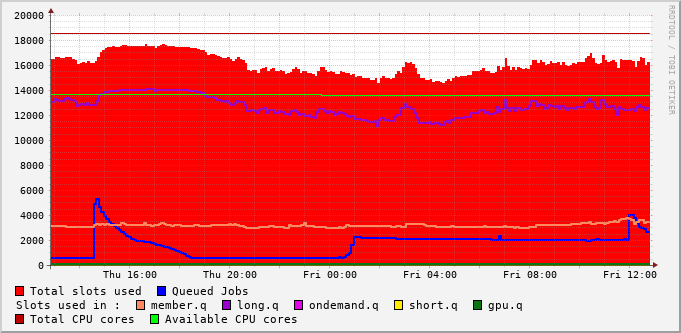 20000
18000
16000
14000
12000
10000
8000
6000
4000
2000
0
Thu 16:00 Thu 20:00 Fri 00:00 Fri 04:00 Fri 08:00 Fri 12:00
RRDTOOL / TOBI OETIKER
Total slots used Queued Jobs
Slots used in : member.q long.q ondemand.q short.q gpu.q
Total CPU cores Available CPU cores